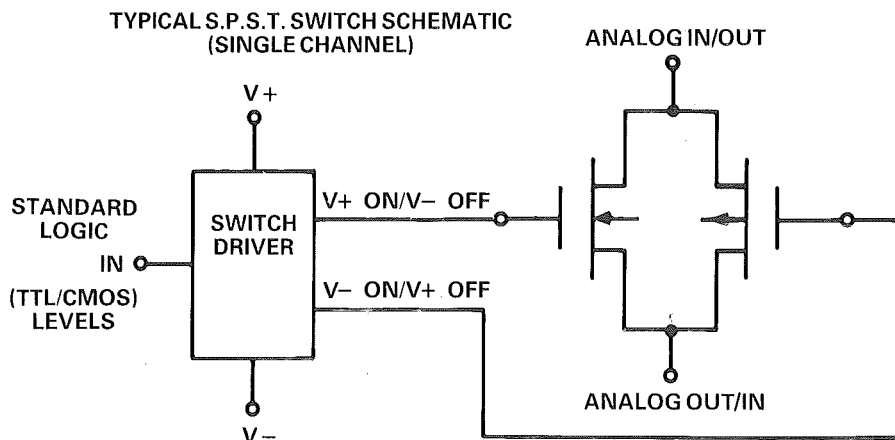 TYPICAL S.P.S.T. SWITCH SCHEMATIC
(SINGLE CHANNEL)
ANALOG IN/OUT
V+
V+ ON/V− OFF
STANDARD
LOGIC
IN
(TTL/CMOS)
LEVELS
SWITCH
DRIVER
V− ON/V+ OFF
ANALOG OUT/IN
V−